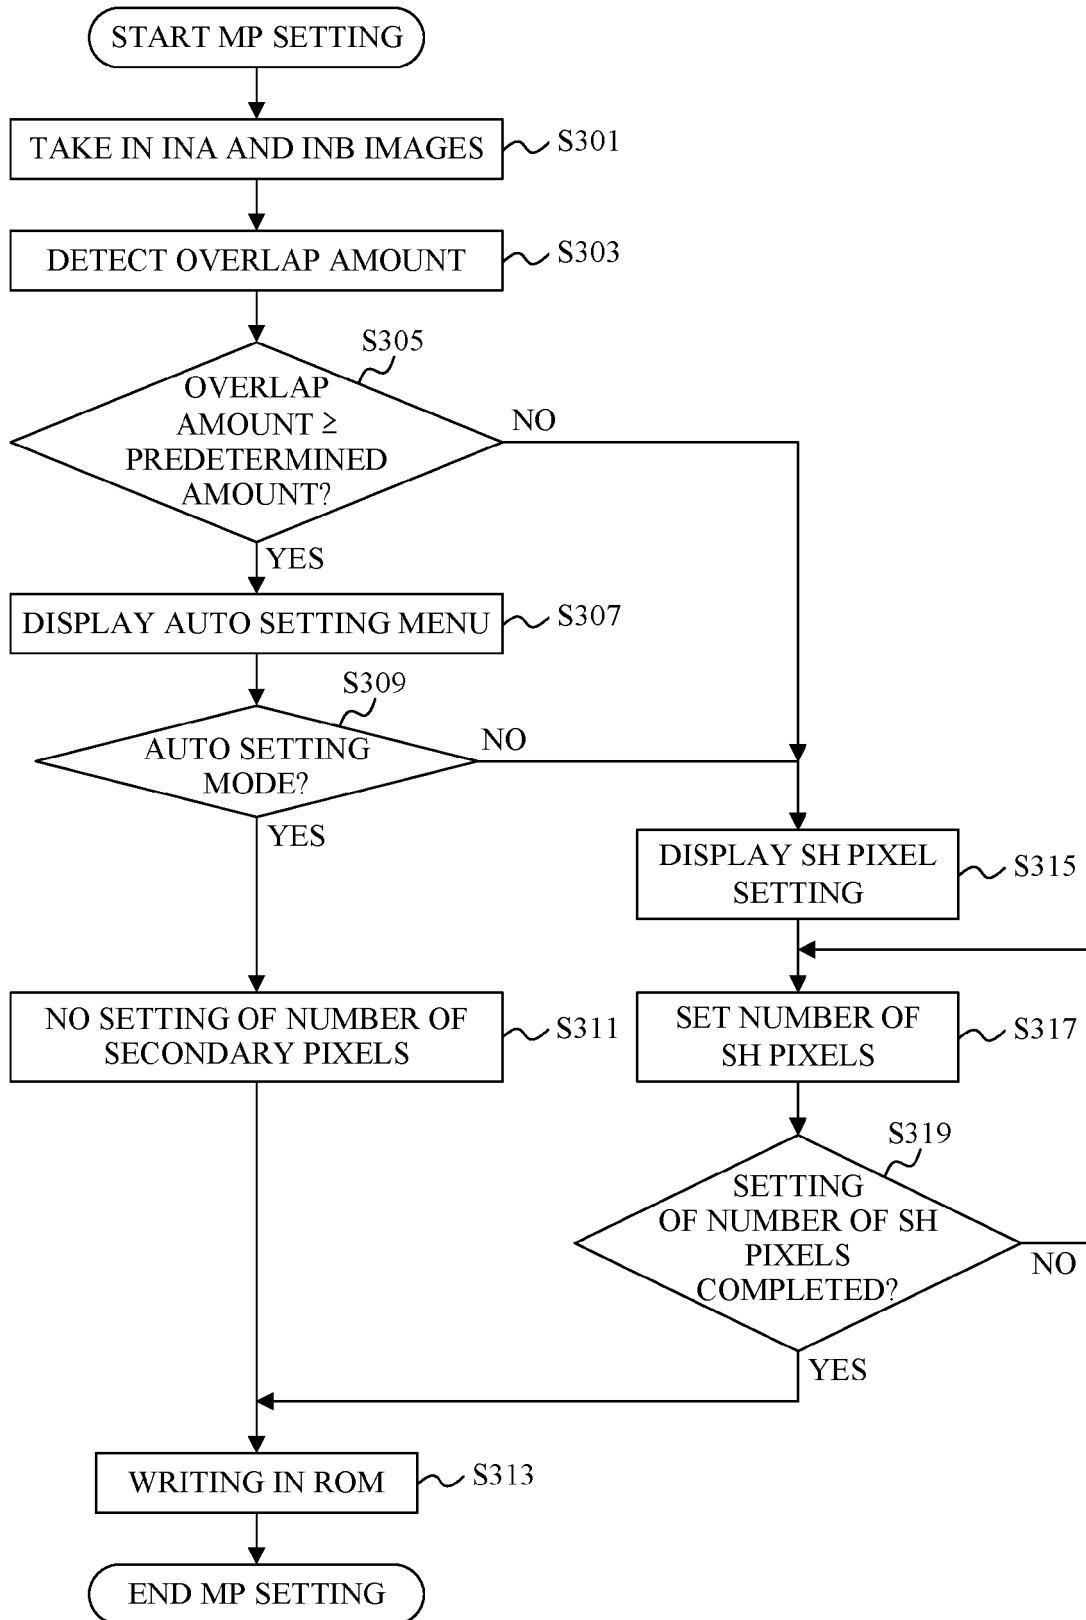 START MP SETTING
TAKE IN INA AND INB IMAGES
S301
DETECT OVERLAP AMOUNT
S303
S305
OVERLAP
AMOUNT ≥
PREDETERMINED
AMOUNT?
NO
YES
DISPLAY AUTO SETTING MENU
S307
S309
AUTO SETTING
MODE?
NO
YES
DISPLAY SH PIXEL
SETTING
S315
NO SETTING OF NUMBER OF
SECONDARY PIXELS
S311
SET NUMBER OF
SH PIXELS
S317
S319
SETTING
OF NUMBER OF SH
PIXELS
COMPLETED?
NO
YES
WRITING IN ROM
S313
END MP SETTING